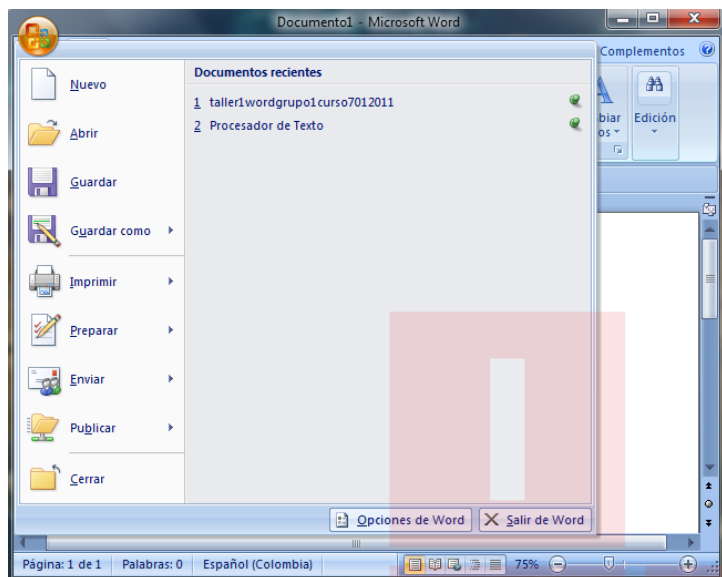 Documento1 - Microsoft Word
Complementos
Nuevo
Abrir
Guardar
Guardar como
Imprimir
Preparar
Enviar
Publicar
Cerrar
Documentos recientes
1 taller1wordgrupo1curso7012011
2 Procesador de Texto
biar
os
Edición
Opciones de Word
Salir de Word
Página: 1 de 1
Palabras: 0
Español (Colombia)
75%